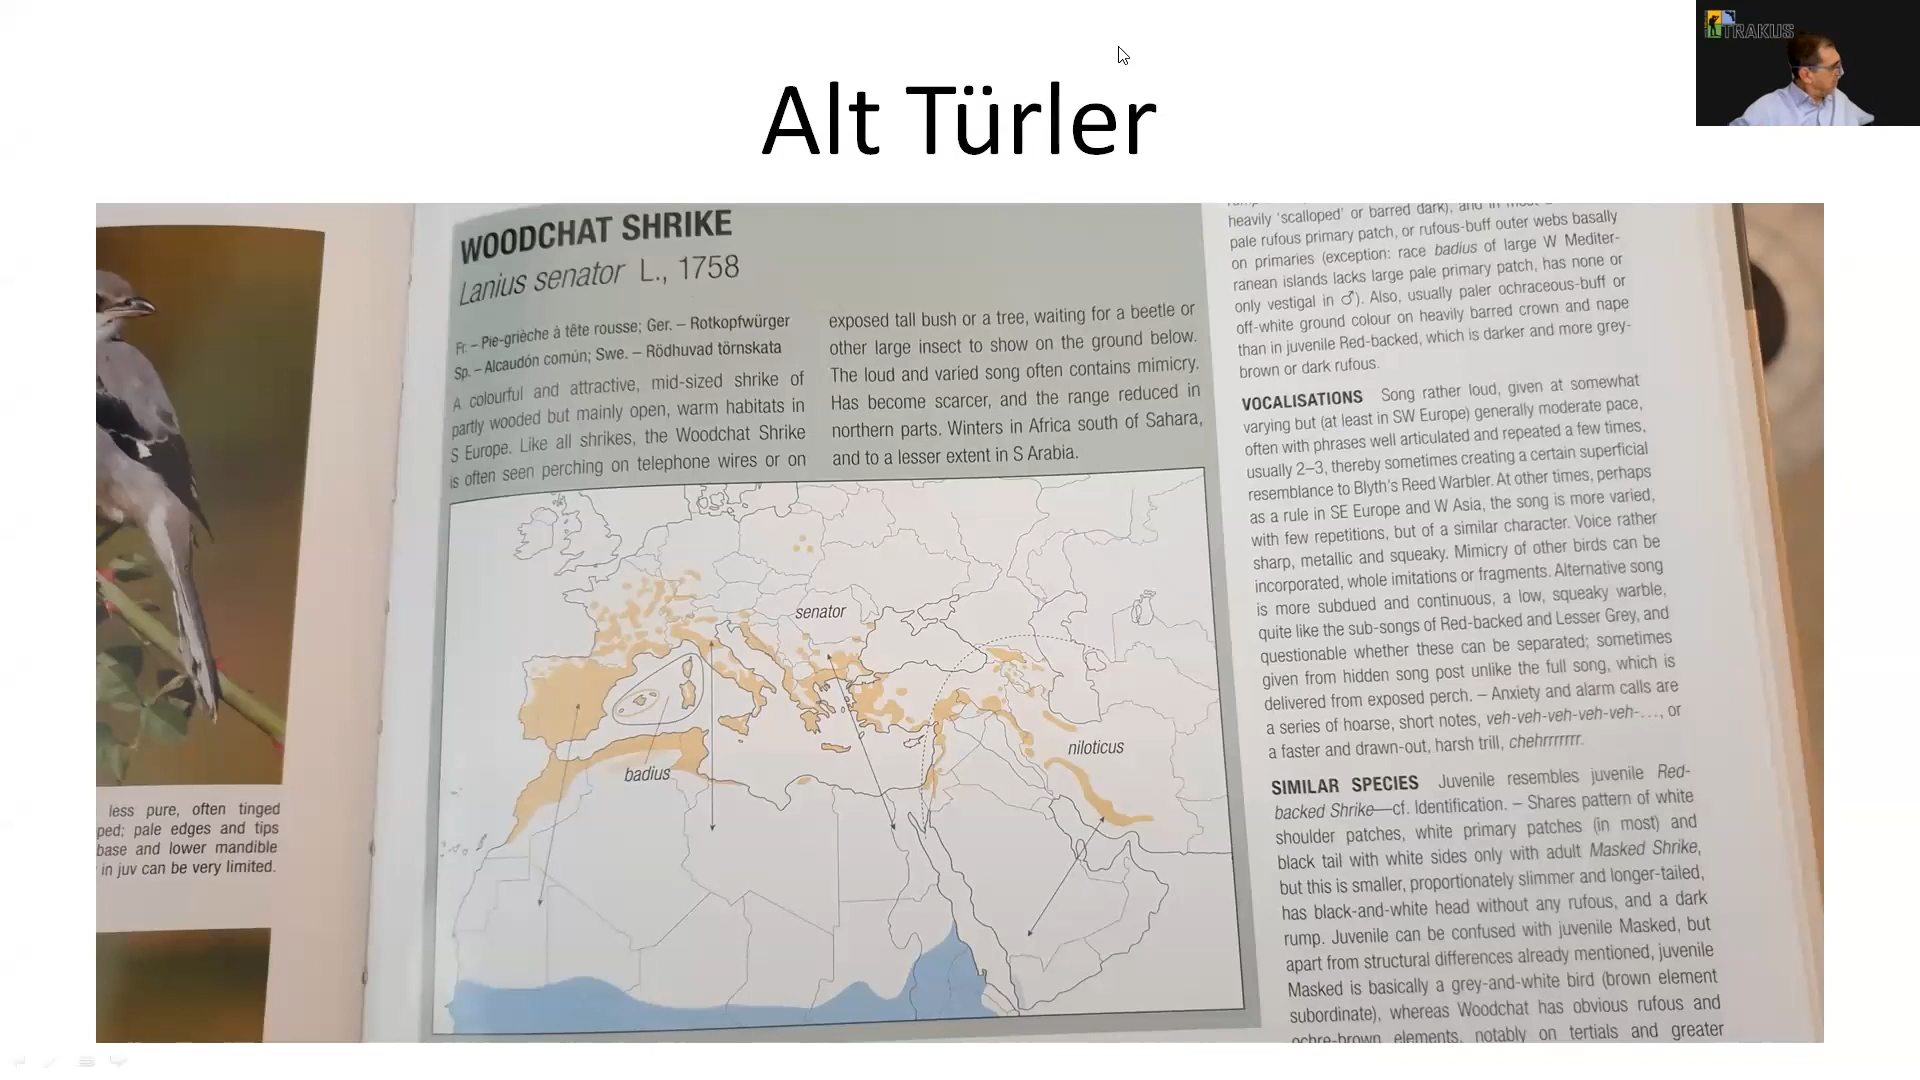 TRAKUS
Alt Türler
WOODCHAT SHRIKE
Lanius senator L., 1758
Fr. – Pie-grièche à tête rousse; Ger. – Rotkopfwürger
Sp. – Alcaudón común; Swe. – Rödhuvad törnskata
A colourful and attractive, mid-sized shrike of
partly wooded but mainly open, warm habitats in
S Europe. Like all shrikes, the Woodchat Shrike
is often seen perching on telephone wires or on
exposed tall bush or a tree, waiting for a beetle or
other large insect to show on the ground below.
The loud and varied song often contains mimicry.
Has become scarcer, and the range reduced in
northern parts. Winters in Africa south of Sahara,
and to a lesser extent in S Arabia.
senator
badius
niloticus
less pure, often tinged
ped; pale edges and tips
base and lower mandible
in juv can be very limited.
heavily 'scalloped' or barred dark), and in
pale rufous primary patch, or rufous-buff outer webs basally
on primaries (exception: race badius of large W Mediter-
ranean islands lacks large pale primary patch, has none or
only vestigal in ♂). Also, usually paler ochraceous-buff or
off-white ground colour on heavily barred crown and nape
than in juvenile Red-backed, which is darker and more grey-
brown or dark rufous.
VOCALISATIONS Song rather loud, given at somewhat
varying but (at least in SW Europe) generally moderate pace,
often with phrases well articulated and repeated a few times,
usually 2–3, thereby sometimes creating a certain superficial
resemblance to Blyth's Reed Warbler. At other times, perhaps
as a rule in SE Europe and W Asia, the song is more varied,
with few repetitions, but of a similar character. Voice rather
sharp, metallic and squeaky. Mimicry of other birds can be
incorporated, whole imitations or fragments. Alternative song
is more subdued and continuous, a low, squeaky warble,
quite like the sub-songs of Red-backed and Lesser Grey, and
questionable whether these can be separated; sometimes
given from hidden song post unlike the full song, which is
delivered from exposed perch. – Anxiety and alarm calls are
a series of hoarse, short notes, veh-veh-veh-veh-veh-…, or
a faster and drawn-out, harsh trill, chehrrrrrrr.
SIMILAR SPECIES Juvenile resembles juvenile Red-
backed Shrike—cf. Identification. – Shares pattern of white
shoulder patches, white primary patches (in most) and
black tail with white sides only with adult Masked Shrike,
but this is smaller, proportionately slimmer and longer-tailed,
has black-and-white head without any rufous, and a dark
rump. Juvenile can be confused with juvenile Masked, but
apart from structural differences already mentioned, juvenile
Masked is basically a grey-and-white bird (brown element
subordinate), whereas Woodchat has obvious rufous and
ochre-brown elements, notably on tertials and greater